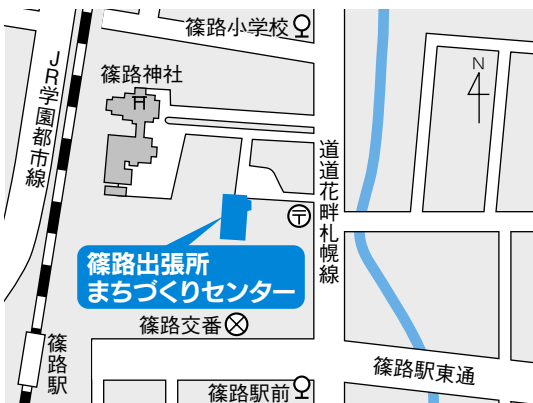 篠路小学校
N
篠路神社
JR学園都市線
道道花畔札幌線
篠路出張所
まちづくりセンター
篠路交番
篠路駅
篠路駅東通
篠路駅前